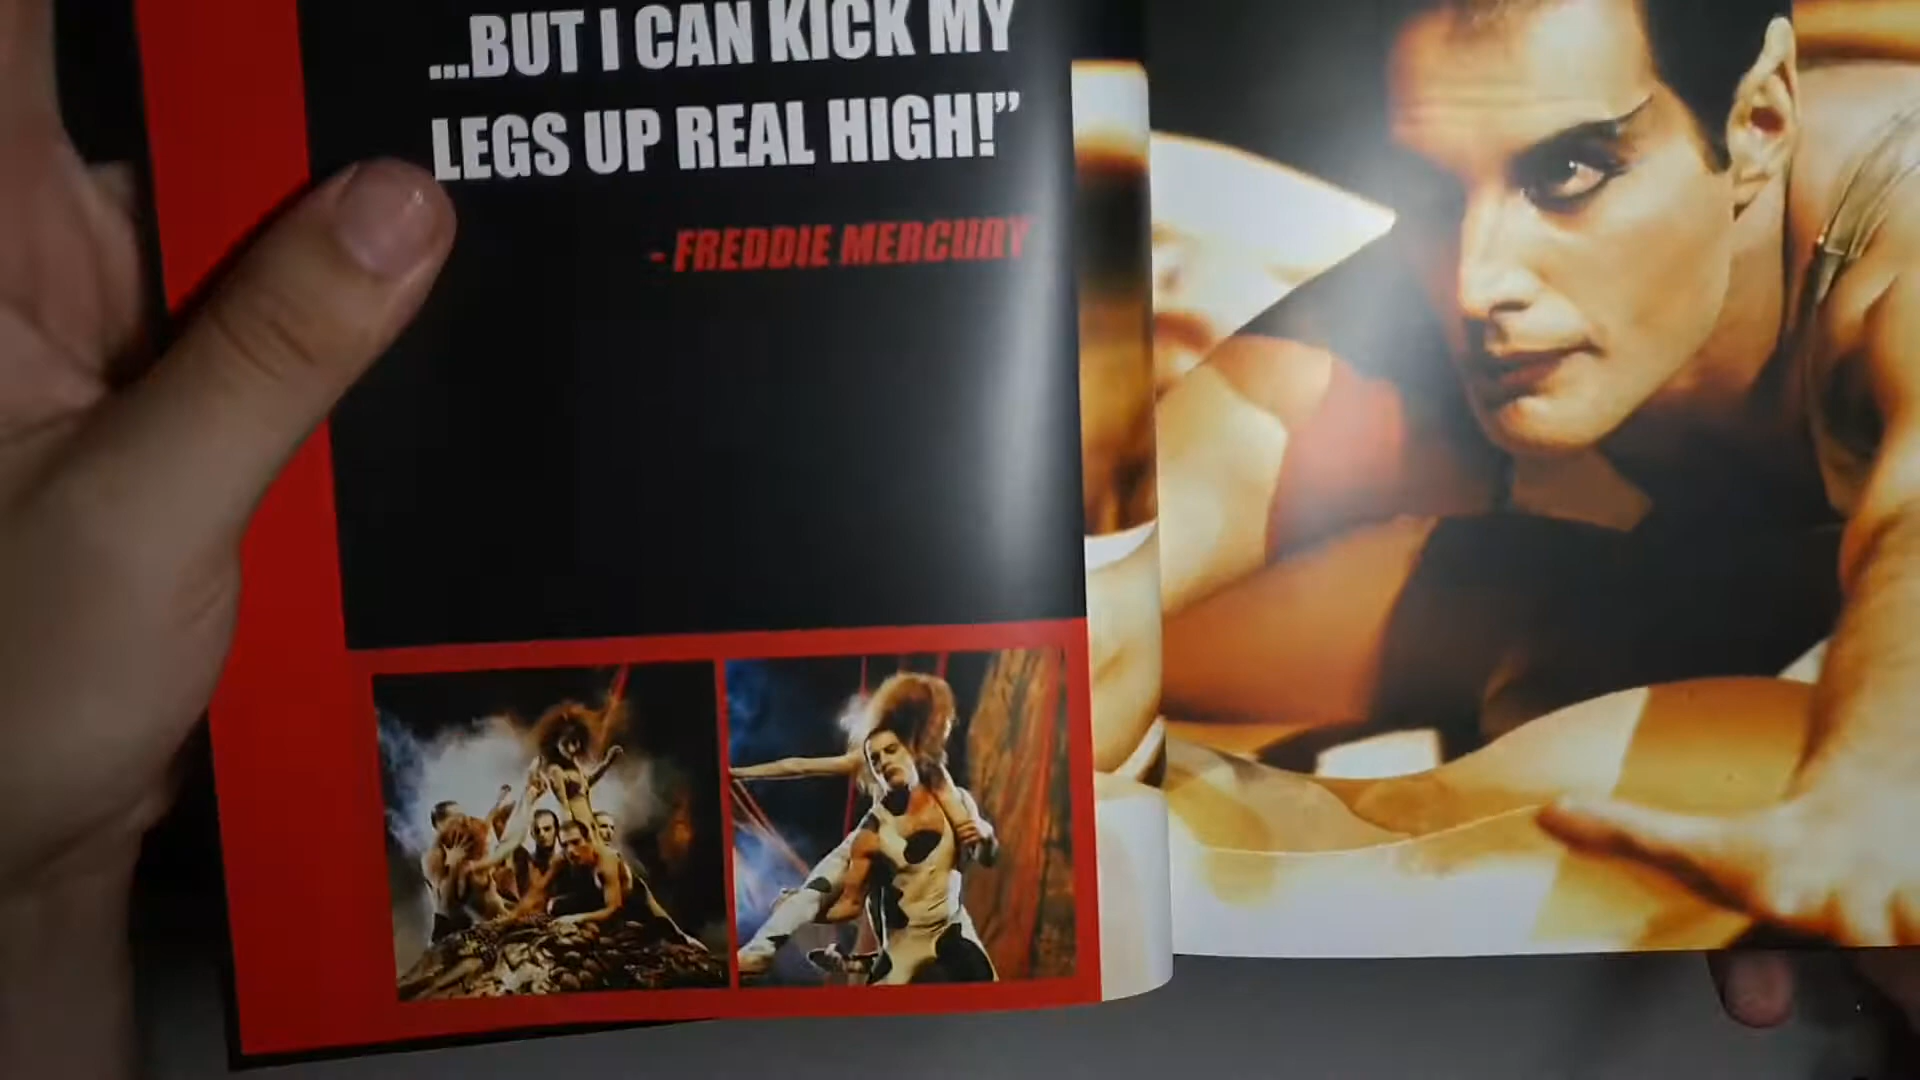 ...BUT I CAN KICK MY
LEGS UP REAL HIGH!”
- FREDDIE MERCURY